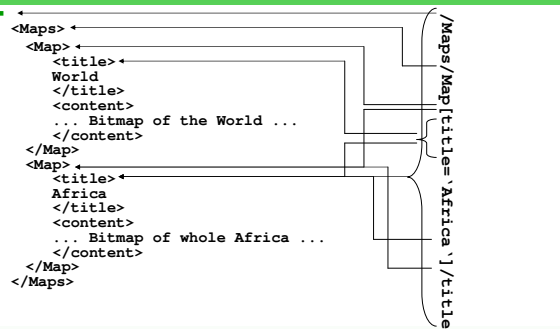 <Maps>
<Map>
<title>
World
</title>
<content>
... Bitmap of the World ...
</content>
</Map>
<Map>
<title>
Africa
</title>
<content>
... Bitmap of whole Africa ...
</content>
</Map>
</Maps>
/Maps/Map[title=`Africa`]/title